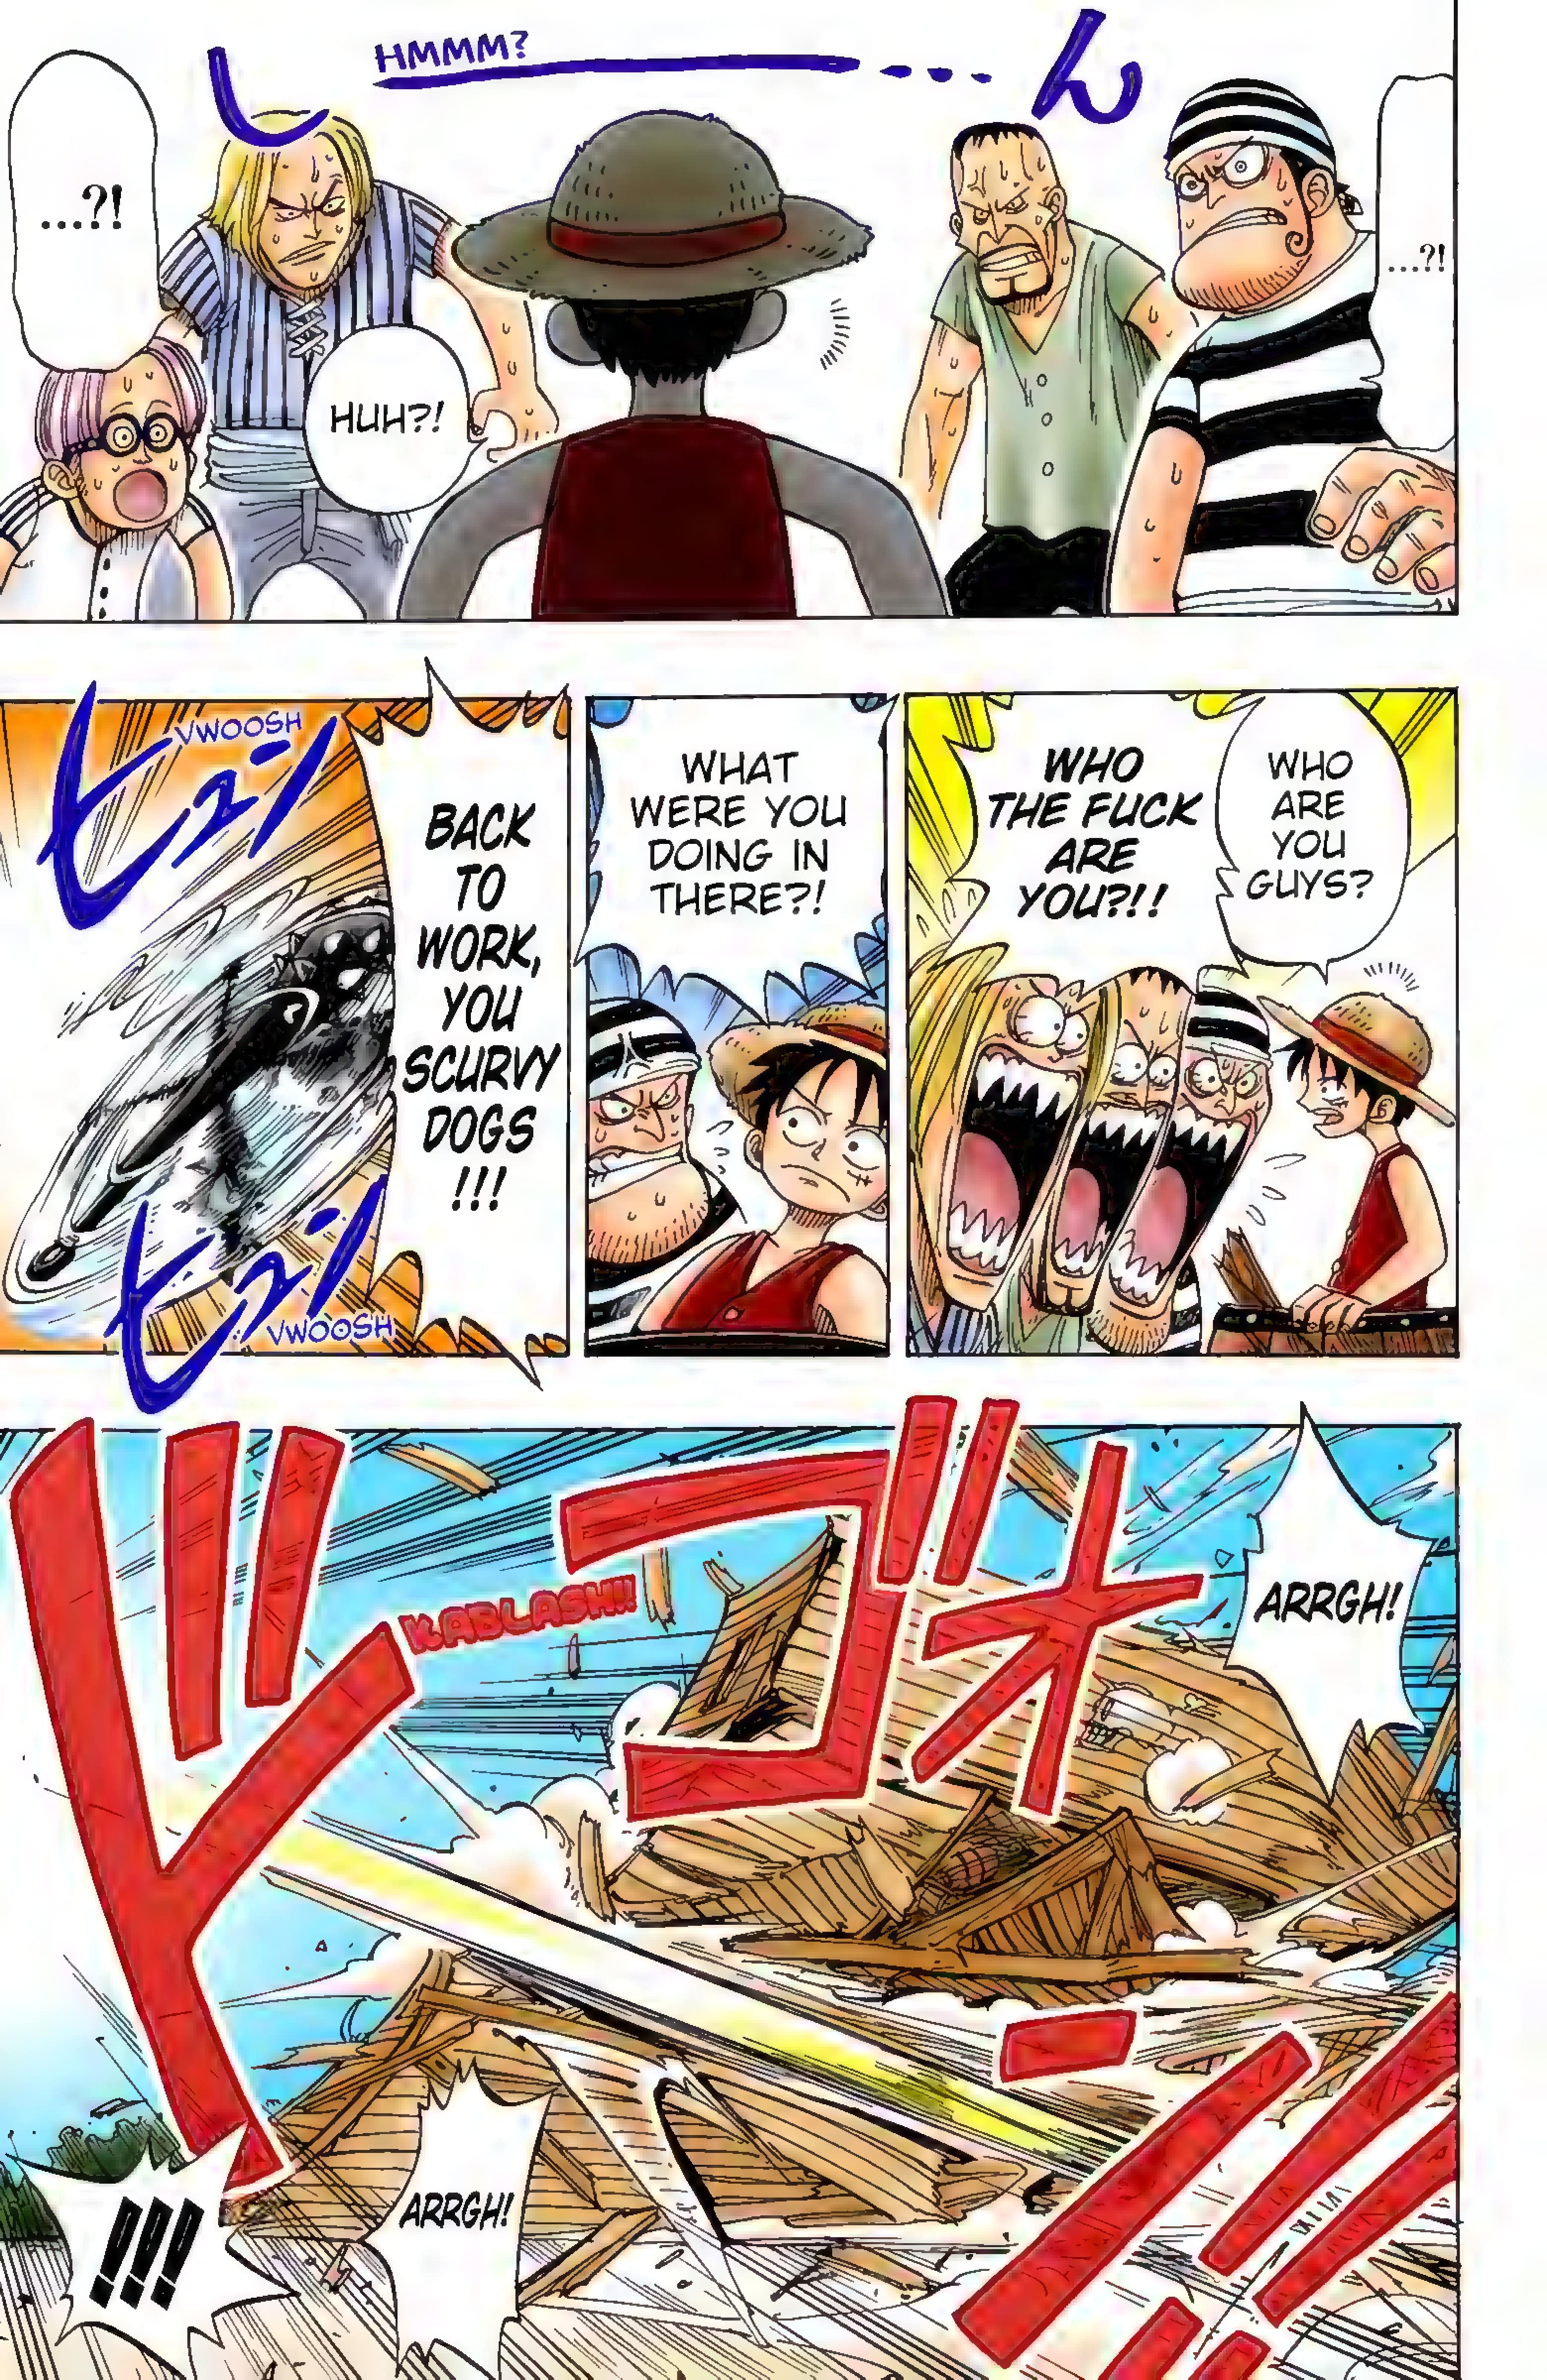 しーん
HMMM?
...?!
HUH?!
...?!
WHO
ARE
YOU
GUYS?
WHO
THE FUCK
ARE
YOU?!!
WHAT
WERE YOU
DOING IN
THERE?!
BACK
TO
WORK,
YOU
SCURVY
DOGS
!!!
VWOOSH
ヒュン
ヒュン
VWOOSH
ARRGH!
ドゴオーン!!
KABLASH!!
ARRGH!
!!!